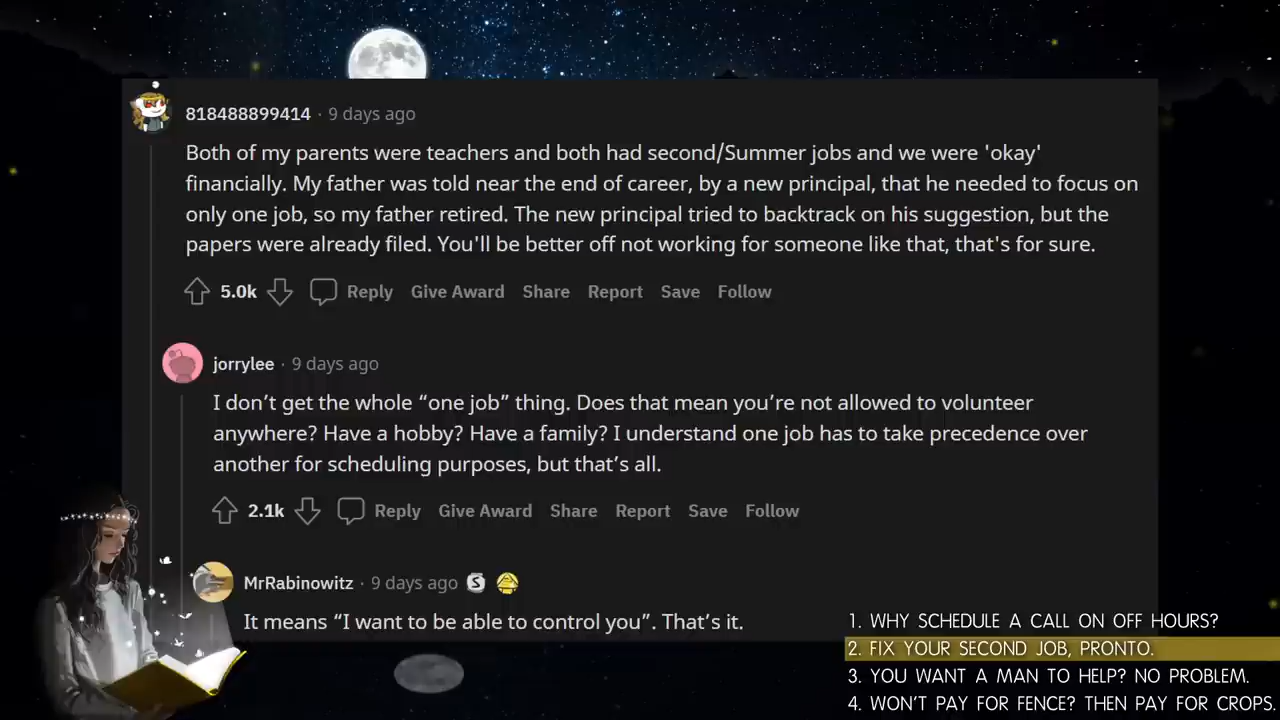 818488899414 · 9 days ago
Both of my parents were teachers and both had second/Summer jobs and we were 'okay'
financially. My father was told near the end of career, by a new principal, that he needed to focus on
only one job, so my father retired. The new principal tried to backtrack on his suggestion, but the
papers were already filed. You'll be better off not working for someone like that, that's for sure.
5.0k Reply Give Award Share Report Save Follow
jorrylee · 9 days ago
I don’t get the whole “one job” thing. Does that mean you’re not allowed to volunteer
anywhere? Have a hobby? Have a family? I understand one job has to take precedence over
another for scheduling purposes, but that’s all.
2.1k Reply Give Award Share Report Save Follow
MrRabinowitz · 9 days ago S
It means “I want to be able to control you”. That’s it.
1. WHY SCHEDULE A CALL ON OFF HOURS?
2. FIX YOUR SECOND JOB, PRONTO.
3. YOU WANT A MAN TO HELP? NO PROBLEM.
4. WON'T PAY FOR FENCE? THEN PAY FOR CROPS.